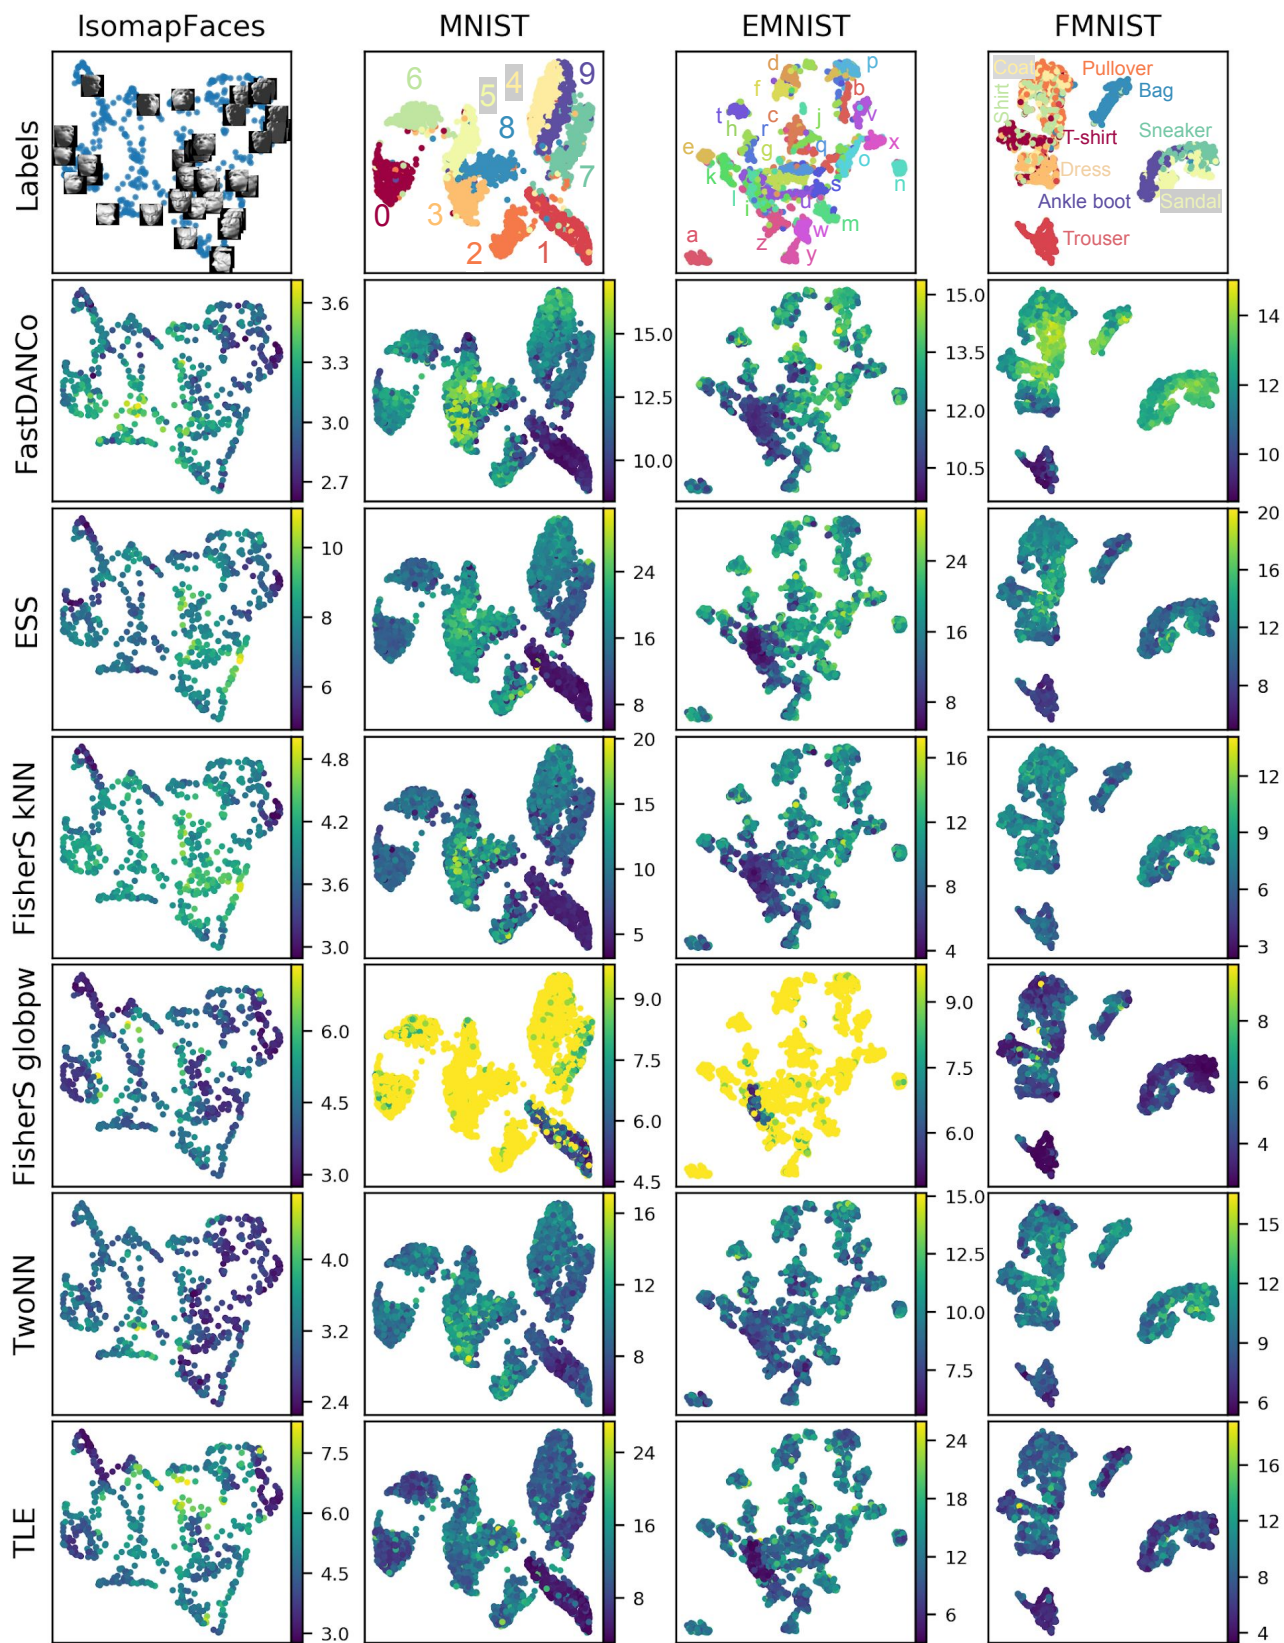 IsomapFaces MNIST EMNIST FMNIST
Labels
6 5 4 9
8
7
0 3 2 1
d p
f b
t c j v
h r x
e g q o
k n
l i u s
m
z w
a y
Coat Pullover
Shirt Bag
T-shirt Sneaker
Dress
Ankle boot Sandal
Trouser
FastDANCo
3.6 15.0 15.0 14
3.3 12.5 13.5 12
3.0 10.0 12.0 10
2.7 10.5
ESS
10 24 24 20
8 16 16 16
6 8 8 12
8
FisherS kNN
4.8 20 16 12
4.2 15 12 9
3.6 10 8 6
3.0 5 4 3
FisherS globpw
6.0 9.0 9.0 8
4.5 7.5 7.5 6
3.0 6.0 6.0 4
4.5
TwoNN
4.0 16 15.0 15
3.2 12 12.5 12
2.4 8 10.0 9
7.5 6
TLE
7.5 24 24 16
6.0 16 18 12
4.5 8 12 8
3.0 6 4